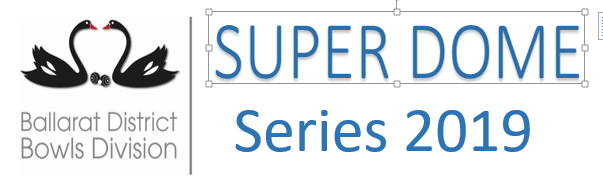 Ballarat District
Bowls Division
SUPER DOME
Series 2019